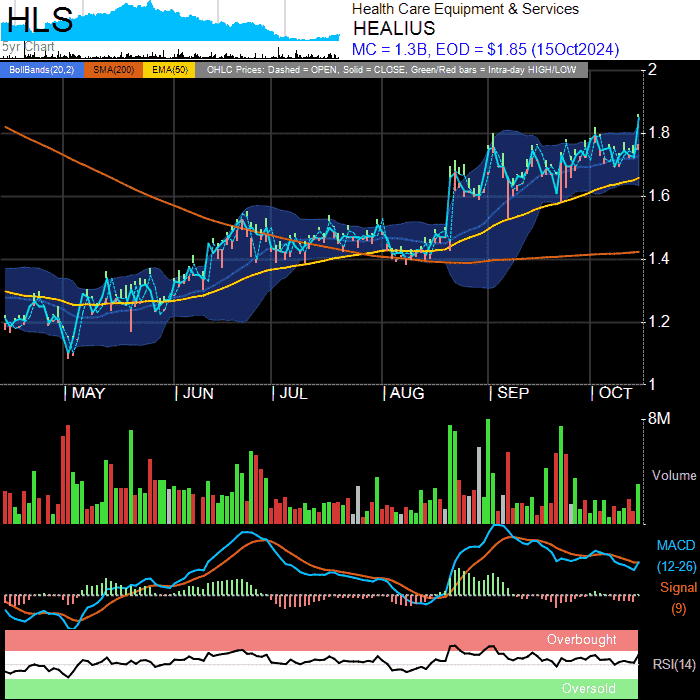 HLS
5yr Chart
Health Care Equipment & Services
HEALIUS
MC = 1.3B, EOD = $1.85 (15Oct2024)
BollBands(20,2) SMA(200) EMA(50) OHLC Prices: Dashed = OPEN, Solid = CLOSE, Green/Red bars = Intra-day HIGH/LOW
2
1.8
1.6
1.4
1.2
1
MAY JUN JUL AUG SEP OCT
8M
Volume
MACD
(12-26)
Signal
(9)
Overbought
RSI(14)
Oversold